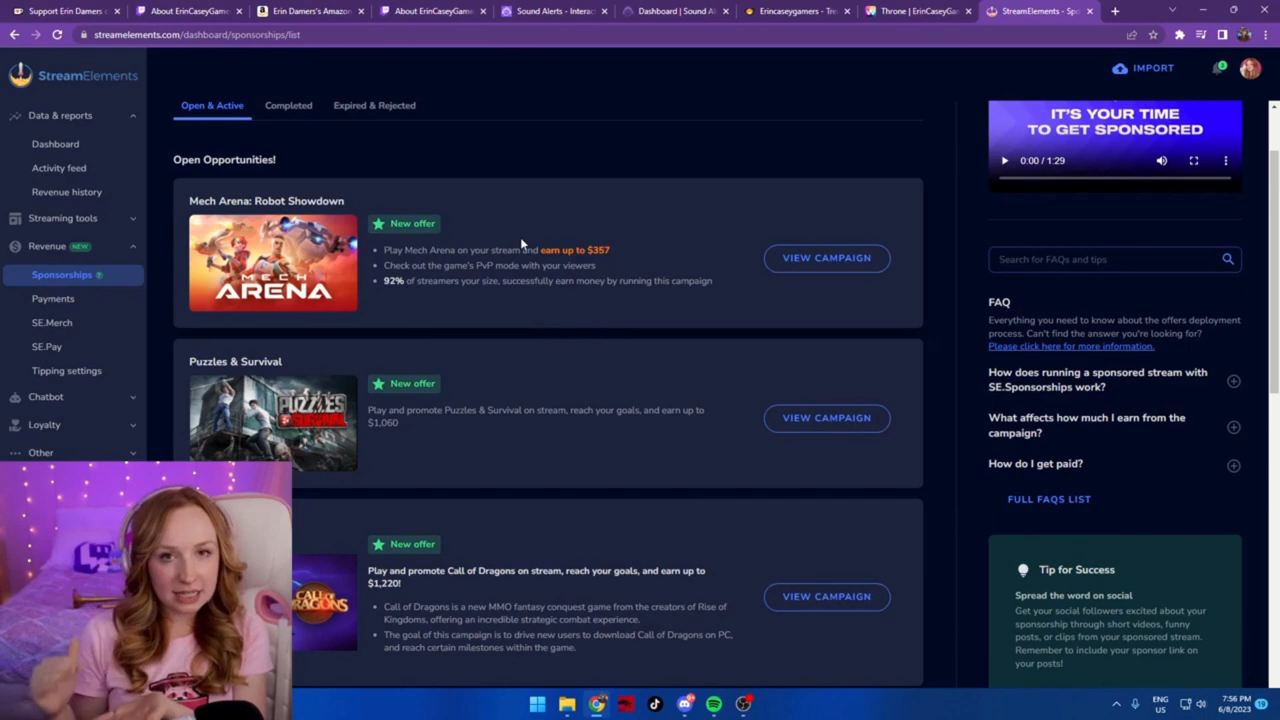 Support Erin Damers c
About ErinCaseyGame
Erin Damers's Amazo
About ErinCaseyGame
Sound Alerts - Interac
Dashboard | Sound Al
Erincaseygamers - Tre
Throne | ErinCaseyGam
StreamElements - Spo
streamelements.com/dashboard/sponsorships/list
StreamElements
IMPORT
3
Data & reports
Dashboard
Activity feed
Revenue history
Streaming tools
Revenue NEW
Sponsorships
Payments
SE.Merch
SE.Pay
Tipping settings
Chatbot
Loyalty
Other
Open & Active
Completed
Expired & Rejected
Open Opportunities!
Mech Arena: Robot Showdown
MECH
ARENA
New offer
Play Mech Arena on your stream and earn up to $357
Check out the game's PvP mode with your viewers
92% of streamers your size, successfully earn money by running this campaign
VIEW CAMPAIGN
Puzzles & Survival
PUZZLES
SURVIVAL
New offer
Play and promote Puzzles & Survival on stream, reach your goals, and earn up to
$1,060
VIEW CAMPAIGN
CALL OF
DRAGONS
New offer
Play and promote Call of Dragons on stream, reach your goals, and earn up to
$1,220!
Call of Dragons is a new MMO fantasy conquest game from the creators of Rise of
Kingdoms, offering an incredible strategic combat experience.
The goal of this campaign is to drive new users to download Call of Dragons on PC,
and reach certain milestones within the game.
VIEW CAMPAIGN
IT'S YOUR TIME
TO GET SPONSORED
0:00 / 1:29
Search for FAQs and tips
FAQ
Everything you need to know about the offers deployment
process. Can't find the answer you're looking for?
Please click here for more information.
How does running a sponsored stream with
SE.Sponsorships work?
What affects how much I earn from the
campaign?
How do I get paid?
FULL FAQS LIST
Tip for Success
Spread the word on social
Get your social followers excited about your
sponsorship through short videos, funny
posts, or clips from your sponsored stream.
Remember to include your sponsor link on
your posts!
ENG
US
7:56 PM
6/8/2023